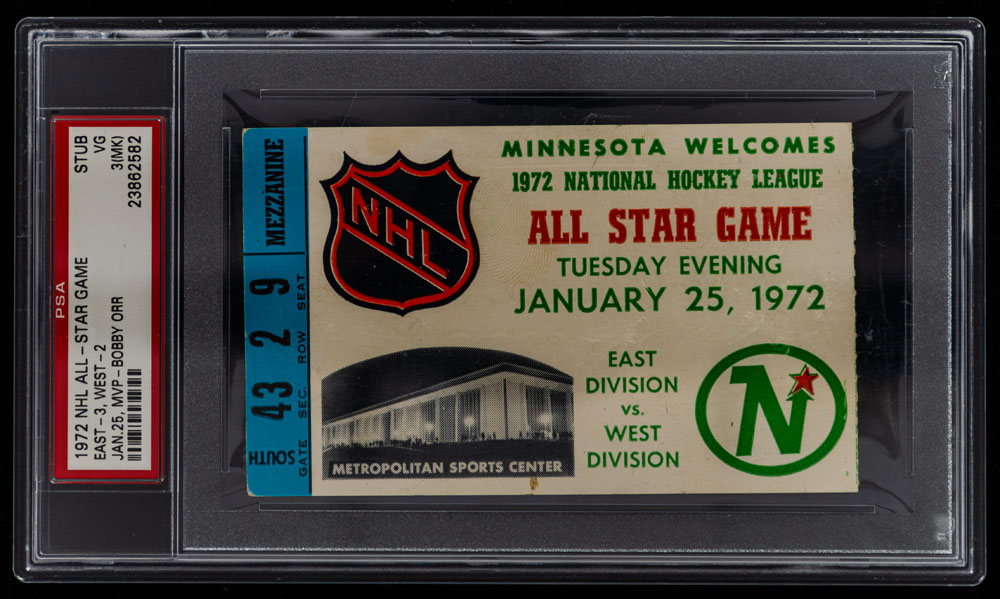 PSA
1972 NHL ALL-STAR GAME STUB
EAST-3, WEST-2 VG
JAN.25, MVP-BOBBY ORR 3(MK)
23862582
SOUTH 43 2 9 MEZZANINE
GATE SEC. ROW SEAT
NHL
MINNESOTA WELCOMES
1972 NATIONAL HOCKEY LEAGUE
ALL STAR GAME
TUESDAY EVENING
JANUARY 25, 1972
EAST
DIVISION
vs.
WEST
DIVISION
METROPOLITAN SPORTS CENTER
N